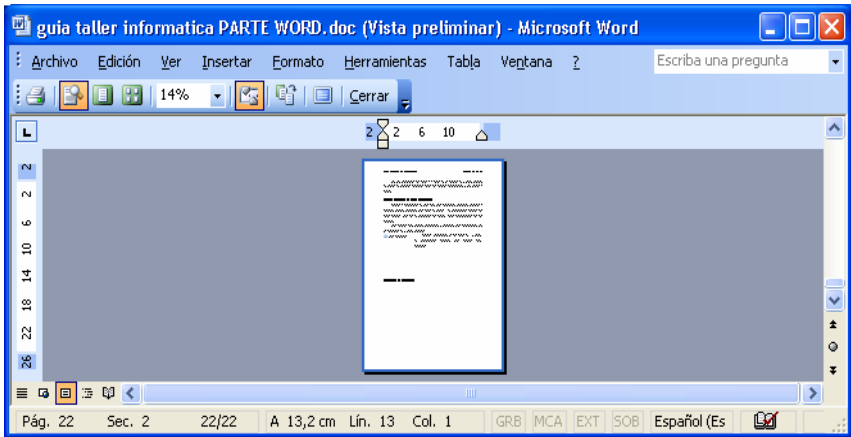 guia taller informatica PARTE WORD.doc (Vista preliminar) - Microsoft Word
Archivo Edición Ver Insertar Formato Herramientas Tabla Ventana ? Escriba una pregunta
14% Cerrar
L 2 2 6 10
2
2
6
10
14
18
22
26
Pág. 22 Sec. 2 22/22 A 13,2 cm Lín. 13 Col. 1 GRB MCA EXT SOB Español (Es